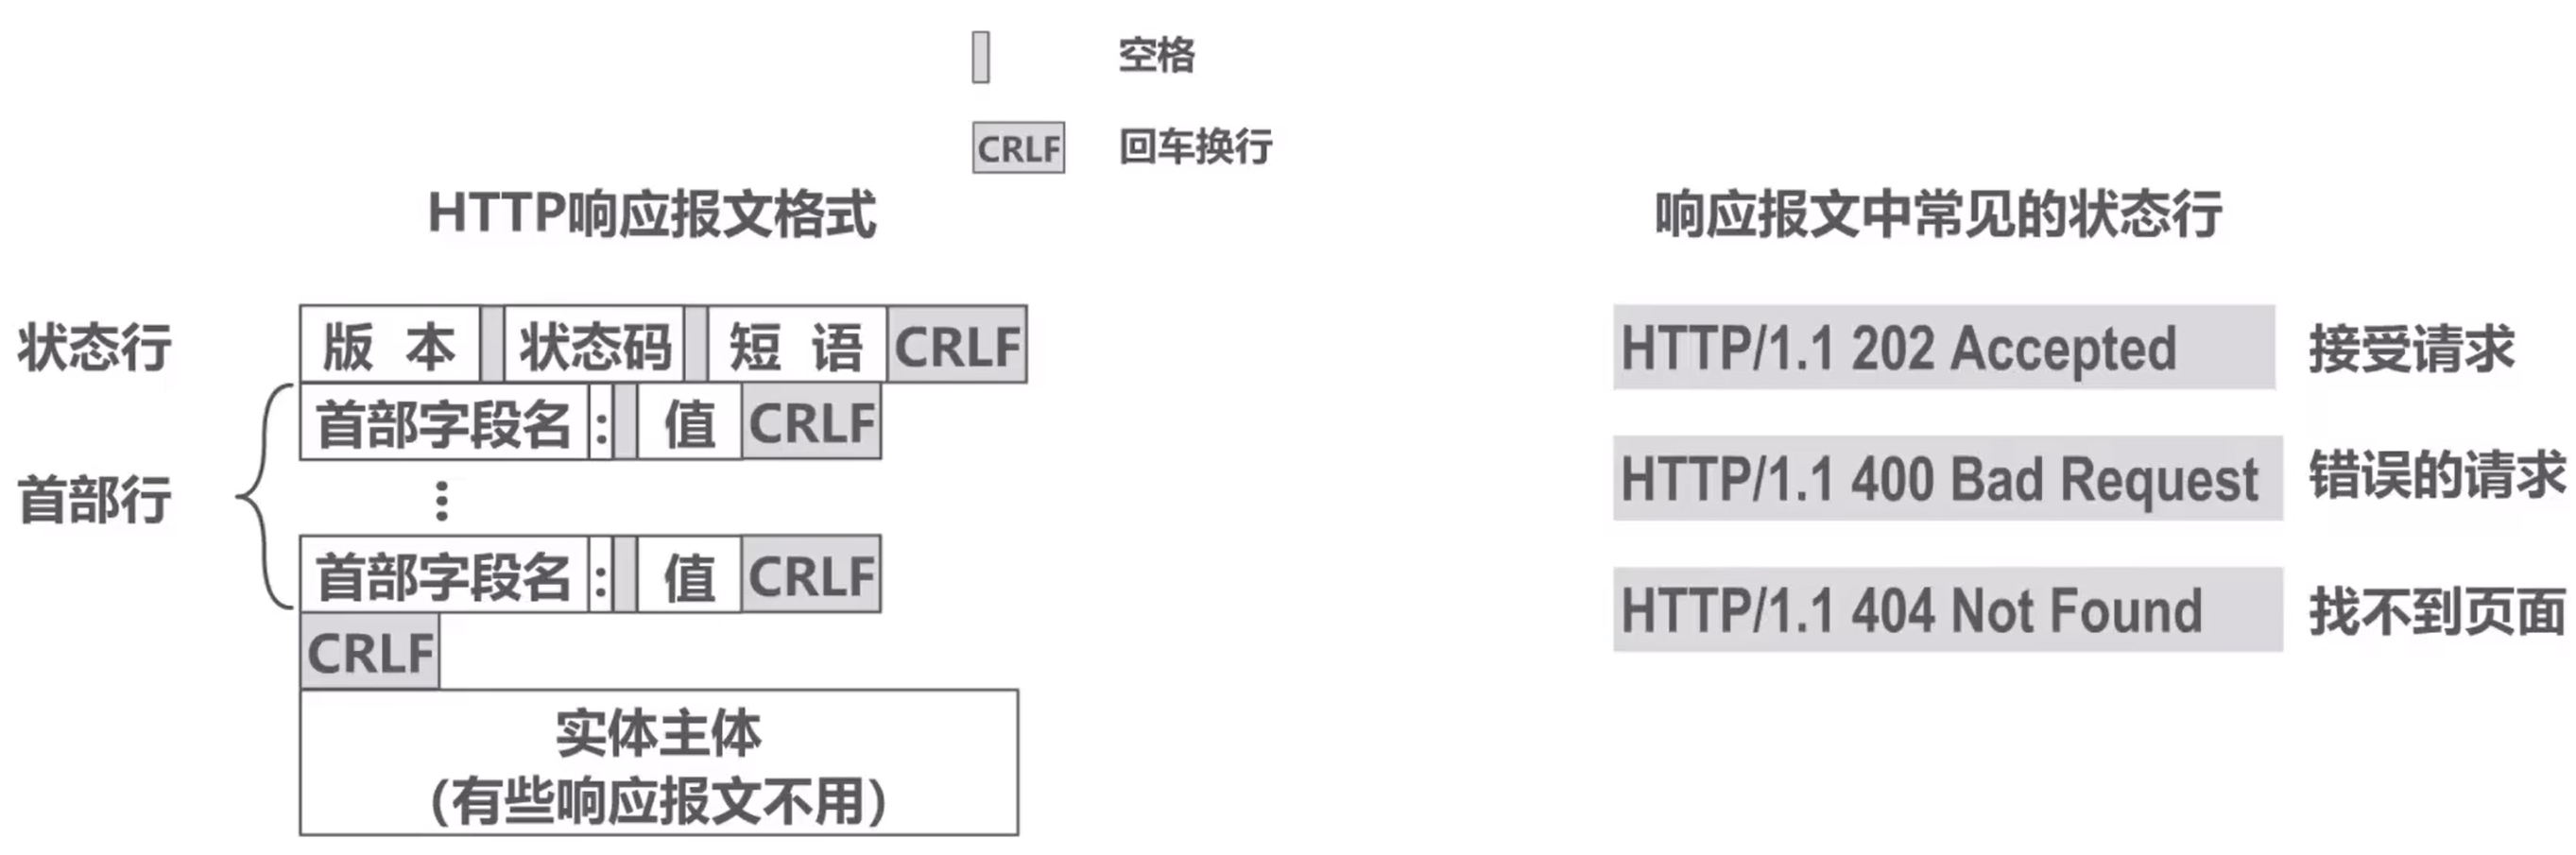 空格
CRLF 回车换行
HTTP响应报文格式
响应报文中常见的状态行
状态行
版 本 状态码 短 语 CRLF
首部字段名 : 值 CRLF
首部行
⋮
首部字段名 : 值 CRLF
CRLF
实体主体
(有些响应报文不用)
HTTP/1.1 202 Accepted 接受请求
HTTP/1.1 400 Bad Request 错误的请求
HTTP/1.1 404 Not Found 找不到页面